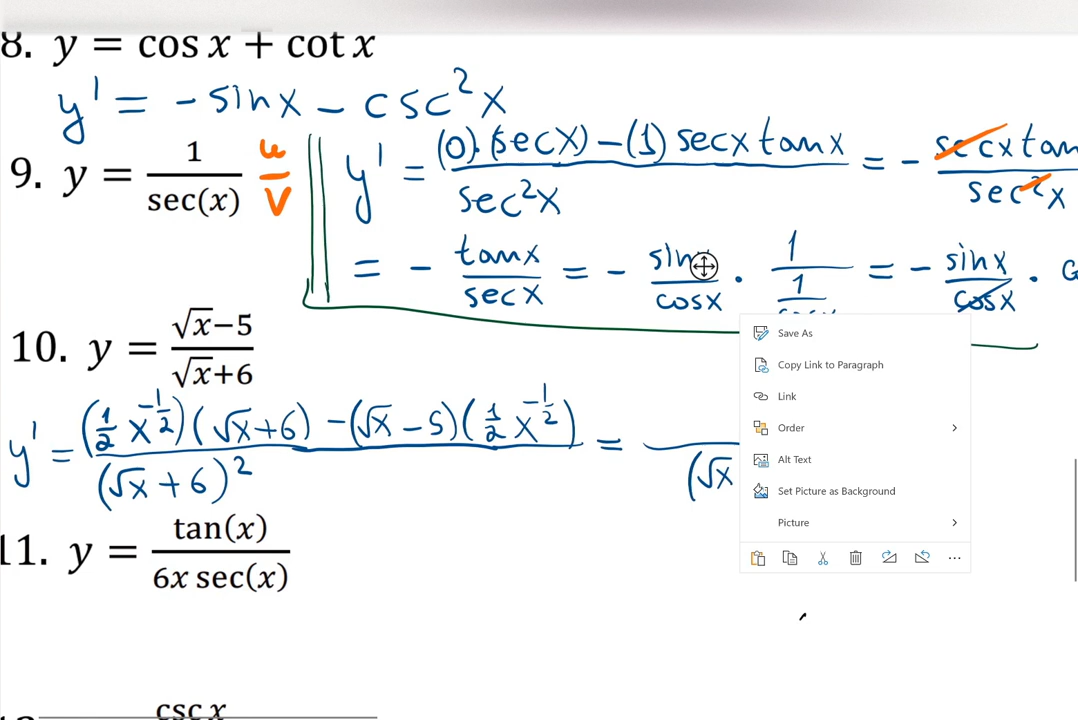 8. y = cos x + cot x
y' = - sin x - csc²x
9. y = 1/sec(x) u/v
y' = (0)·(sec x) - (1) sec x tan x / sec²x = - sec x tan / sec²x
= - tan x / sec x = - sin / cos x · 1 / 1 / = - sin x / cos x ·
10. y = √x-5 / √x+6
y' = (1/2 x^-1/2)(√x+6) - (√x - 5)(1/2 x^-1/2) / (√x + 6)² = / (√x
11. y = tan(x) / 6x sec(x)
csc x
Save As
Copy Link to Paragraph
Link
Order
Alt Text
Set Picture as Background
Picture